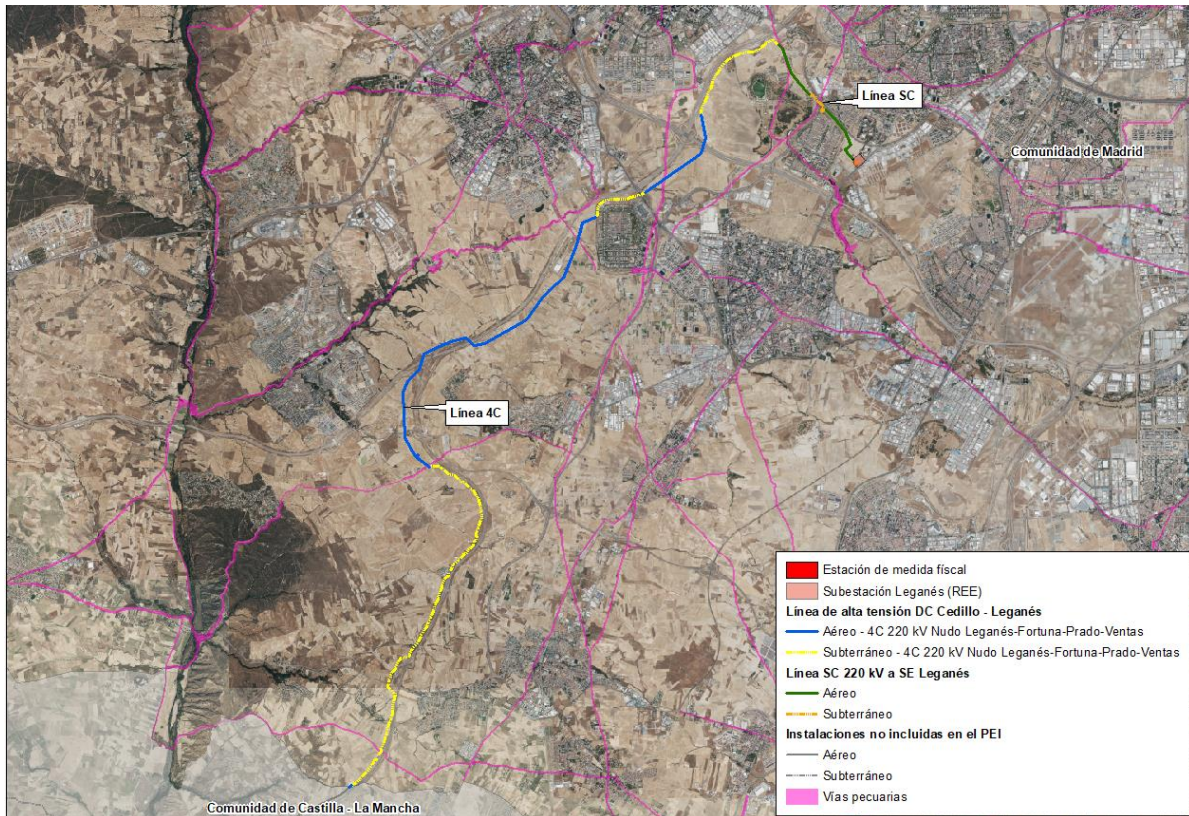 Línea SC
Comunidad de Madrid
Línea 4C
Estación de medida físcal
Subestación Leganés (REE)
Línea de alta tensión DC Cedillo - Leganés
Aéreo - 4C 220 kV Nudo Leganés-Fortuna-Prado-Ventas
Subterráneo - 4C 220 kV Nudo Leganés-Fortuna-Prado-Ventas
Línea SC 220 kV a SE Leganés
Aéreo
Subterráneo
Instalaciones no incluidas en el PEI
Aéreo
Subterráneo
Vías pecuarias
Comunidad de Castilla - La Mancha